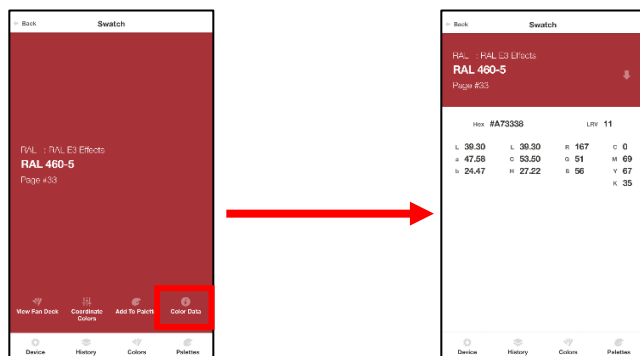 Back Swatch
RAL : RAL E3 Effects
RAL 460-5
Page #33
View Fan Deck Coordinate Colors Add To Palette Color Data
Device History Colors Palettes
Back Swatch
RAL : RAL E3 Effects
RAL 460-5
Page #33
Hex #A73338 LRV 11
L 39.30 L 39.30 R 167 C 0
a 47.58 C 53.50 G 51 M 69
b 24.47 H 27.22 B 56 Y 67
K 35
Device History Colors Palettes